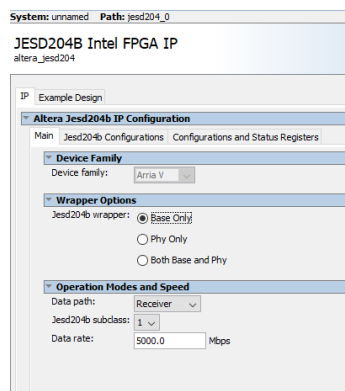 System: unnamed Path: jesd204_0
JESD204B Intel FPGA IP
altera_jesd204
IP Example Design
Altera Jesd204b IP Configuration
Main Jesd204b Configurations Configurations and Status Registers
Device Family
Device family: Arria V
Wrapper Options
Jesd204b wrapper: Base Only
Phy Only
Both Base and Phy
Operation Modes and Speed
Data path: Receiver
Jesd204b subclass: 1
Data rate: 5000.0 Mbps